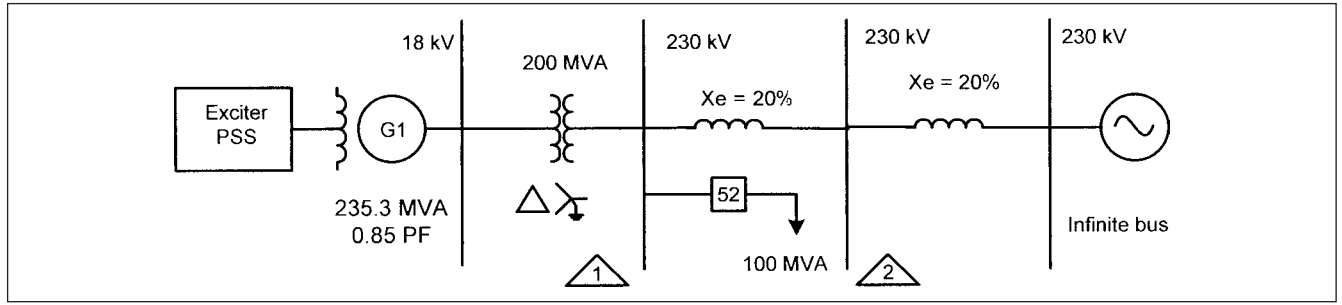 18 kV
230 kV
230 kV
230 kV
200 MVA
Xe = 20%
Xe = 20%
Exciter
PSS
G1
52
235.3 MVA
0.85 PF
Infinite bus
100 MVA
1
2